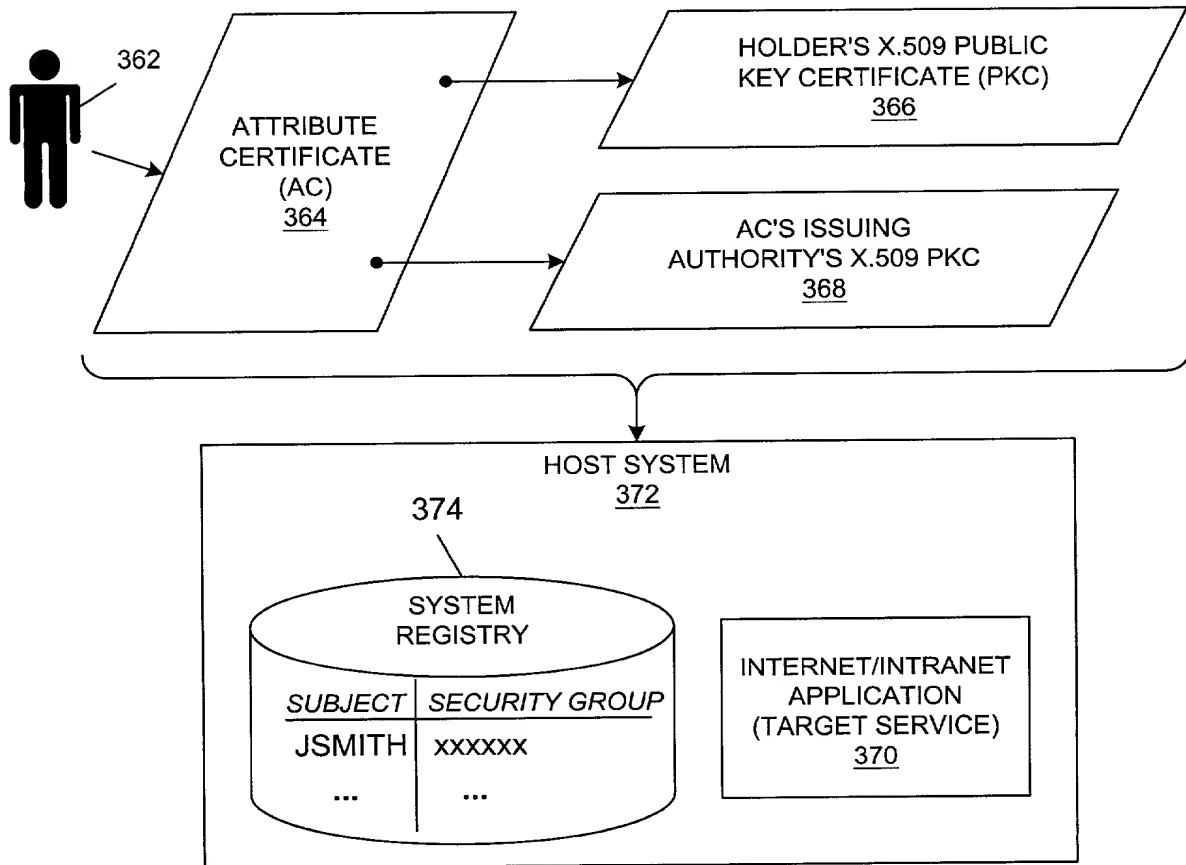 362
ATTRIBUTE
CERTIFICATE
(AC)
364
HOLDER'S X.509 PUBLIC
KEY CERTIFICATE (PKC)
366
AC'S ISSUING
AUTHORITY'S X.509 PKC
368
HOST SYSTEM
372
374
SYSTEM
REGISTRY
SUBJECT SECURITY GROUP
JSMITH xxxxxx
... ...
INTERNET/INTRANET
APPLICATION
(TARGET SERVICE)
370